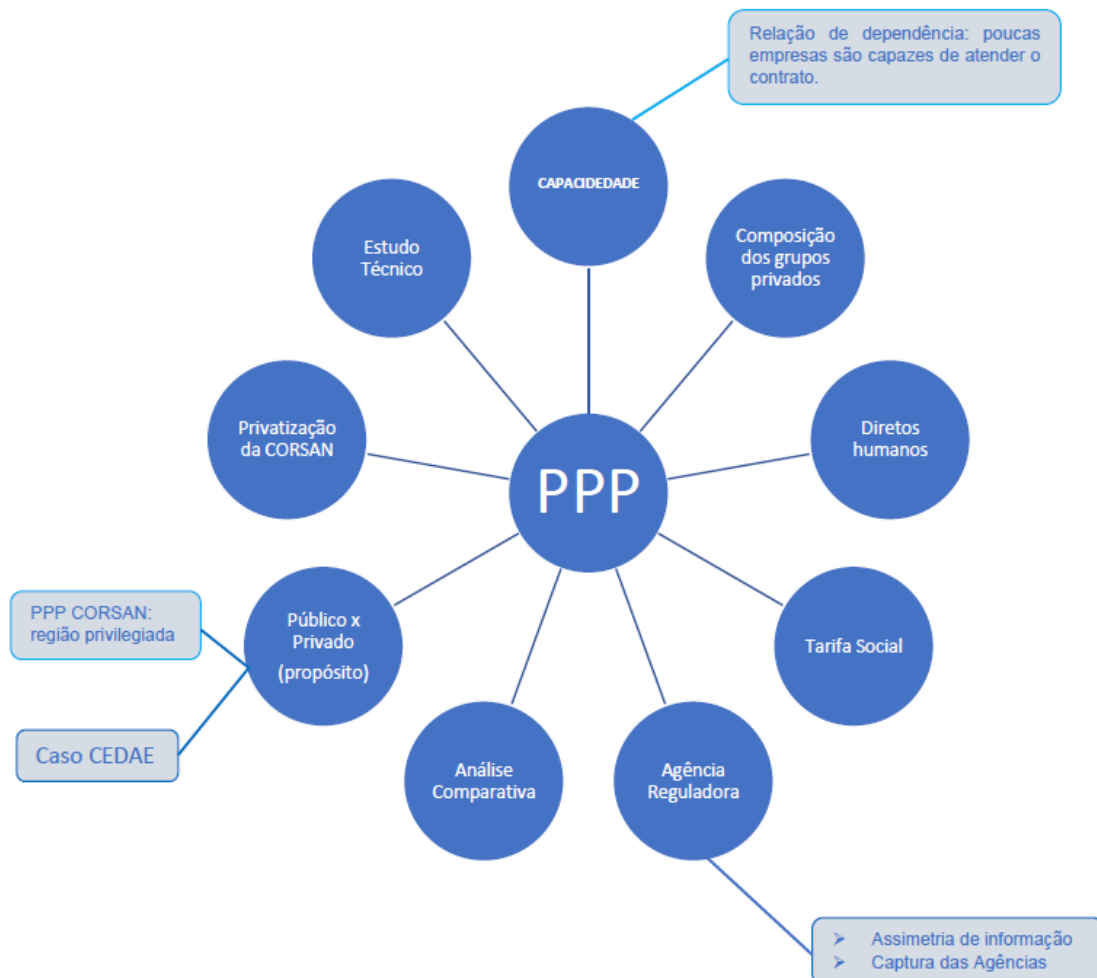 Relação de dependência: poucas
empresas são capazes de atender o
contrato.
CAPACIDEDADE
Composição
dos grupos
privados
Estudo
Técnico
Diretos
humanos
Privatização
da CORSAN
PPP
Tarifa Social
Público x
Privado
(propósito)
PPP CORSAN:
região privilegiada
Caso CEDAE
Análise
Comparativa
Agência
Reguladora
➢ Assimetria de informação
➢ Captura das Agências